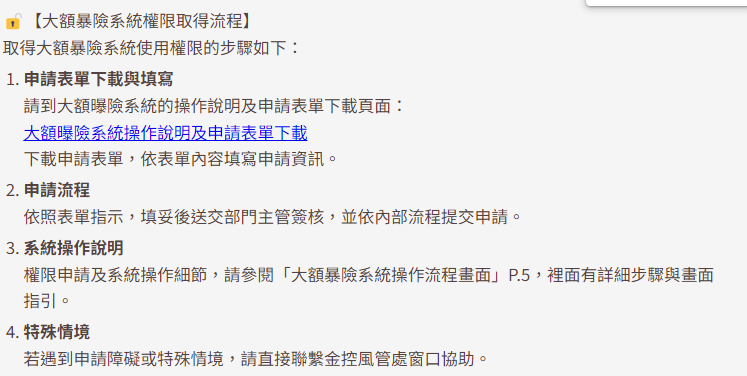 🔓【大額暴險系統權限取得流程】
取得大額暴險系統使用權限的步驟如下：
1. 申請表單下載與填寫
請到大額曝險系統的操作說明及申請表單下載頁面：
大額曝險系統操作說明及申請表單下載
下載申請表單，依表單內容填寫申請資訊。
2. 申請流程
依照表單指示，填妥後送交部門主管簽核，並依內部流程提交申請。
3. 系統操作說明
權限申請及系統操作細節，請參閱「大額暴險系統操作流程畫面」P.5，裡面有詳細步驟與畫面
指引。
4. 特殊情境
若遇到申請障礙或特殊情境，請直接聯繫金控風管處窗口協助。